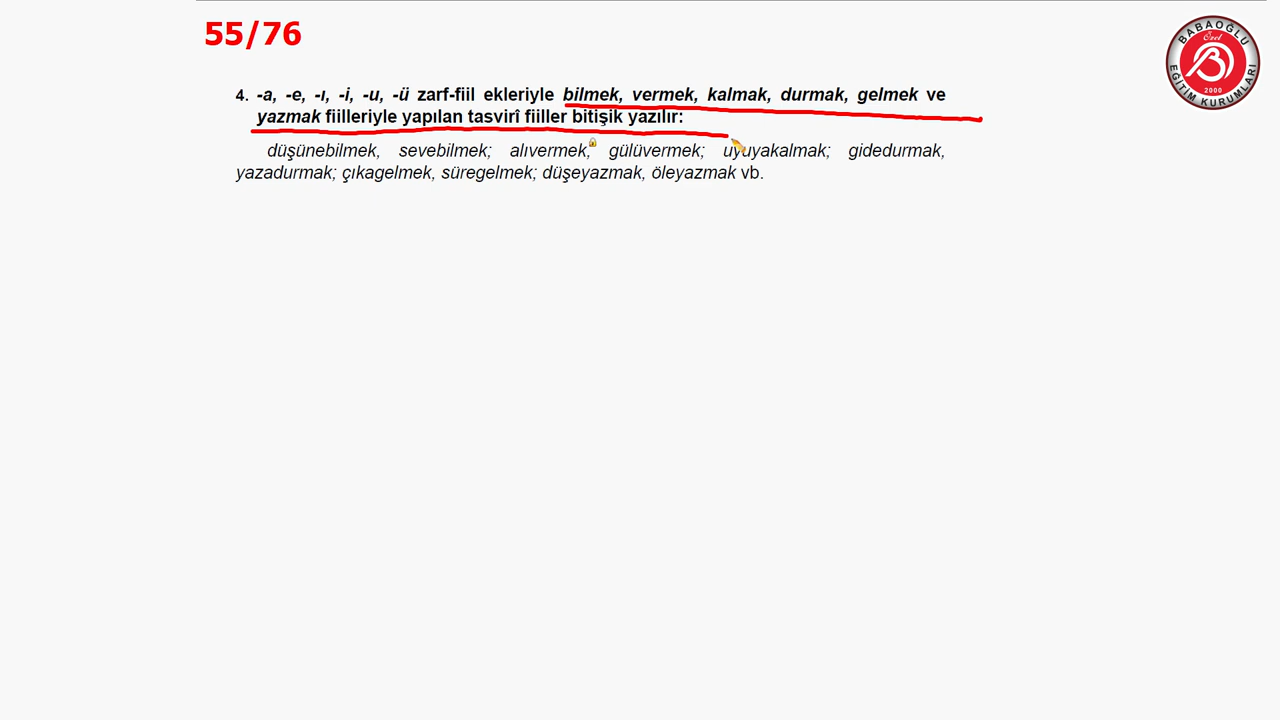 55/76
BABAOĞLU
Özel
B
EĞİTİM KURUMLARI
2000
4. -a, -e, -ı, -i, -u, -ü zarf-fiil ekleriyle bilmek, vermek, kalmak, durmak, gelmek ve
yazmak fiilleriyle yapılan tasvirî fiiller bitişik yazılır:
düşünebilmek, sevebilmek; alıvermek, gülüvermek; uyuyakalmak; gidedurmak,
yazadurmak; çıkagelmek, süregelmek; düşeyazmak, öleyazmak vb.